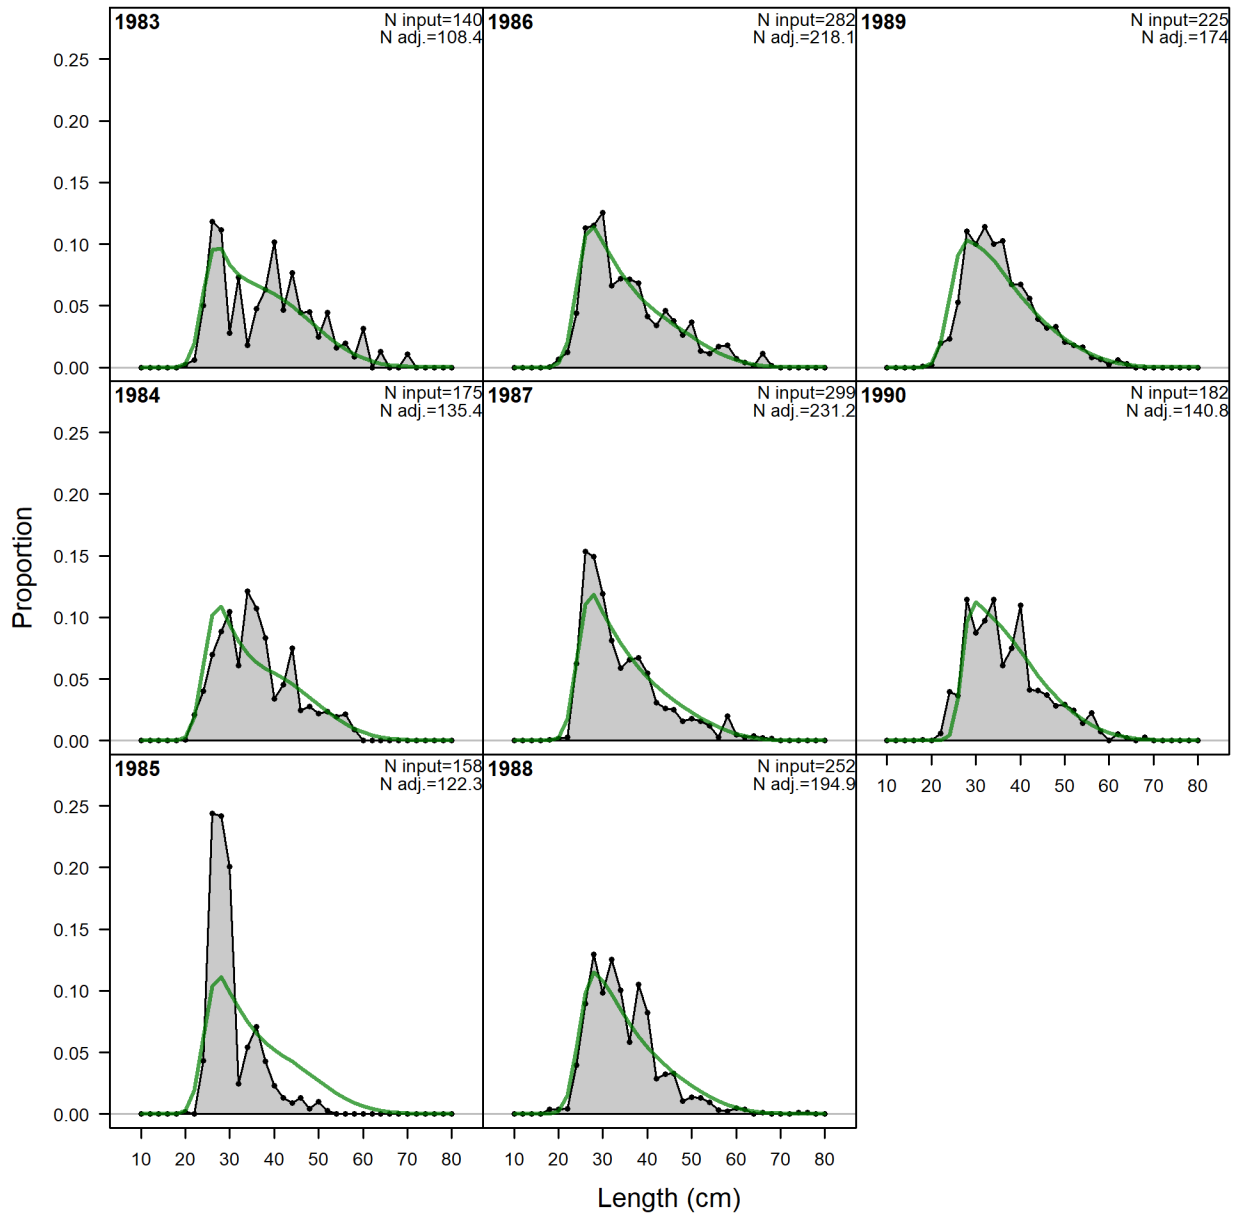 1983
N input=140
N adj.=108.4
1986
N input=282
N adj.=218.1
1989
N input=225
N adj.=174
0.25
0.20
0.15
0.10
0.05
0.00
1984
N input=175
N adj.=135.4
1987
N input=299
N adj.=231.2
1990
N input=182
N adj.=140.8
0.25
0.20
0.15
0.10
0.05
0.00
10 20 30 40 50 60 70 80
1985
N input=158
N adj.=122.3
1988
N input=252
N adj.=194.9
0.25
0.20
0.15
0.10
0.05
0.00
10 20 30 40 50 60 70 80
10 20 30 40 50 60 70 80
Proportion
Length (cm)